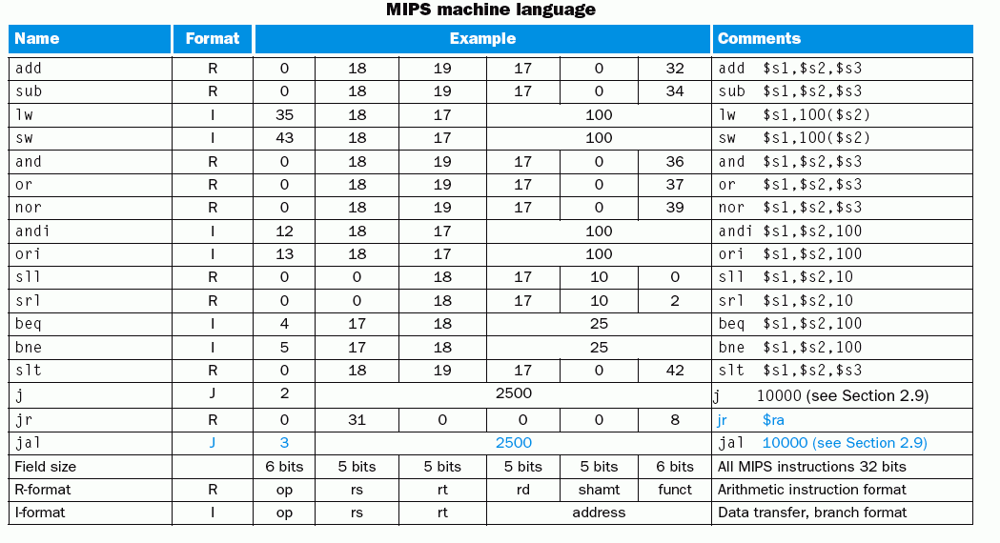 MIPS machine language
Name Format Example Comments
add R 0 18 19 17 0 32 add $s1,$s2,$s3
sub R 0 18 19 17 0 34 sub $s1,$s2,$s3
lw I 35 18 17 100 lw $s1,100($s2)
sw I 43 18 17 100 sw $s1,100($s2)
and R 0 18 19 17 0 36 and $s1,$s2,$s3
or R 0 18 19 17 0 37 or $s1,$s2,$s3
nor R 0 18 19 17 0 39 nor $s1,$s2,$s3
andi I 12 18 17 100 andi $s1,$s2,100
ori I 13 18 17 100 ori $s1,$s2,100
sll R 0 0 18 17 10 0 sll $s1,$s2,10
srl R 0 0 18 17 10 2 srl $s1,$s2,10
beq I 4 17 18 25 beq $s1,$s2,100
bne I 5 17 18 25 bne $s1,$s2,100
slt R 0 18 19 17 0 42 slt $s1,$s2,$s3
j J 2 2500 j 10000 (see Section 2.9)
jr R 0 31 0 0 0 8 jr $ra
jal J 3 2500 jal 10000 (see Section 2.9)
Field size 6 bits 5 bits 5 bits 5 bits 5 bits 6 bits All MIPS instructions 32 bits
R-format R op rs rt rd shamt funct Arithmetic instruction format
I-format I op rs rt address Data transfer, branch format